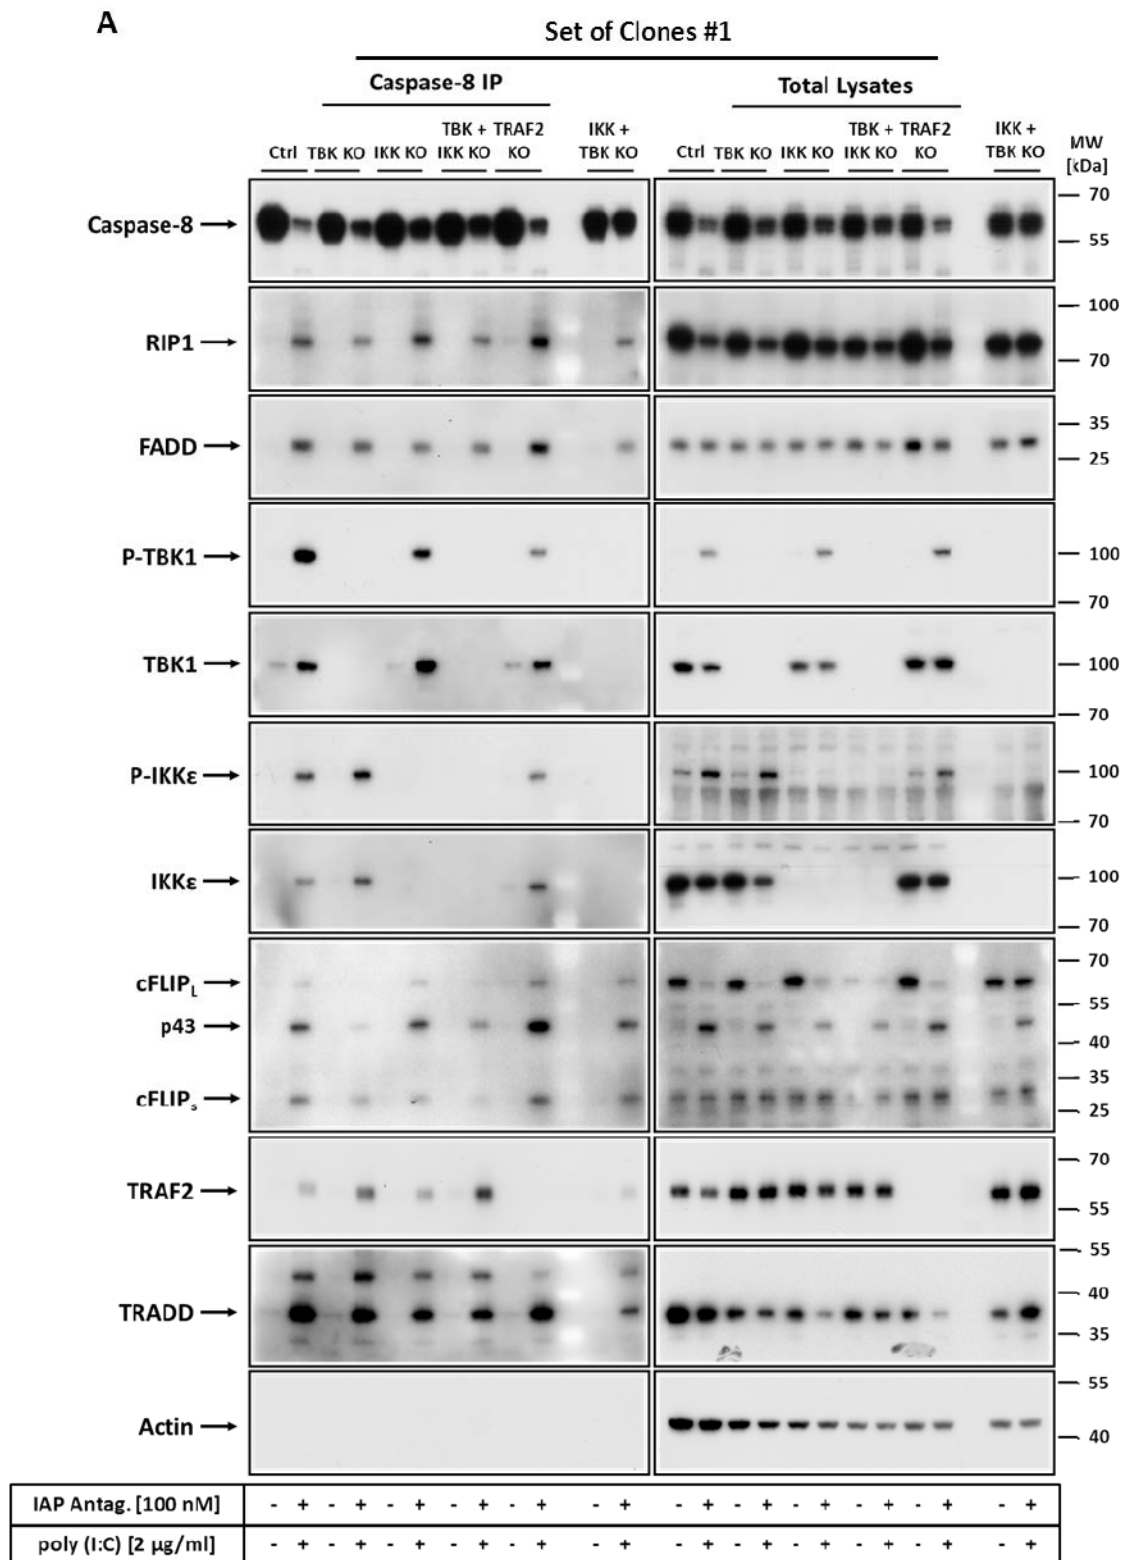 A
Set of Clones #1
Caspase-8 IP
Total Lysates
Ctrl TBK KO IKK KO TBK + IKK KO TRAF2 KO IKK + TBK KO
Ctrl TBK KO IKK KO TBK + IKK KO TRAF2 KO IKK + TBK KO
MW [kDa]
Caspase-8
70
55
RIP1
100
70
FADD
35
25
P-TBK1
100
70
TBK1
100
70
P-IKKε
100
70
IKKε
100
70
cFLIPL
p43
cFLIPs
70
55
40
35
25
TRAF2
70
55
TRADD
55
40
35
Actin
55
40
IAP Antag. [100 nM] - + - + - + - + - + - + - + - + - + - + - + - +
poly (I:C) [2 µg/ml] - + - + - + - + - + - + - + - + - + - + - + - +